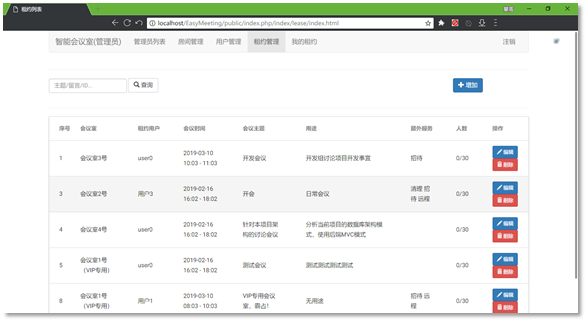 租约列表
localhost/EasyMeeting/public/index.php/index/lease/index.html
智能会议室(管理员) 管理员列表 房间管理 用户管理 租约管理 我的租约 注销
主题/留言/ID... 查询 增加
序号 会议室 租约用户 会议时间 会议主题 用途 额外服务 人数 操作
1 会议室3号 user0 2019-03-10 10:03 - 11:03 开发会议 开发组讨论项目开发事宜 招待 0/30 编辑
删除
3 会议室2号 用户3 2019-02-16 16:02 - 18:02 开会 日常会议 清理 招待 远程 0/30 编辑
删除
4 会议室4号 user0 2019-02-16 16:02 - 18:02 针对本项目架构的讨论会议 分析当前项目的数据库架构模式、使用后端MVC模式 0/30 编辑
删除
5 会议室1号 (VIP专用) user0 2019-02-16 16:02 - 18:02 测试会议 测试测试测试测试 0/30 编辑
删除
8 会议室1号 (VIP专用) 用户1 2019-03-10 08:03 - 10:03 VIP专用会议室，霸占! 无用途 招待 远程 0/30 编辑
删除